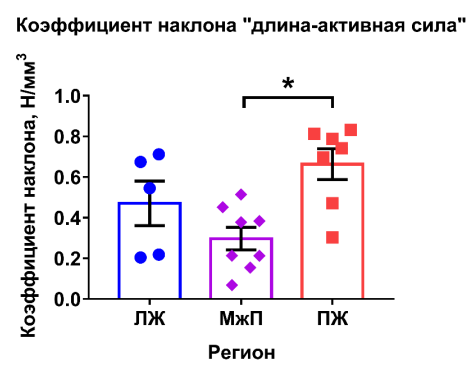 Коэффициент наклона "длина-активная сила"
Коэффициент наклона, Н/мм³
1.0
0.8
0.6
0.4
0.2
0.0
*
ЛЖ МжП ПЖ
Регион